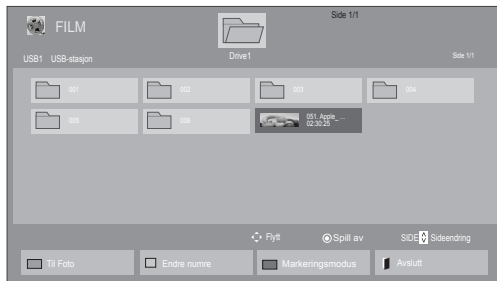 Side 1/1
FILM
USB1 USB-stasjon
Drive1
Side 1/1
001
002
003
004
005
006
051. Apple_ ...
02:30:25
Flytt
Spill av
SIDE Sideendring
Til Foto
Endre numre
Markeringsmodus
Avslutt